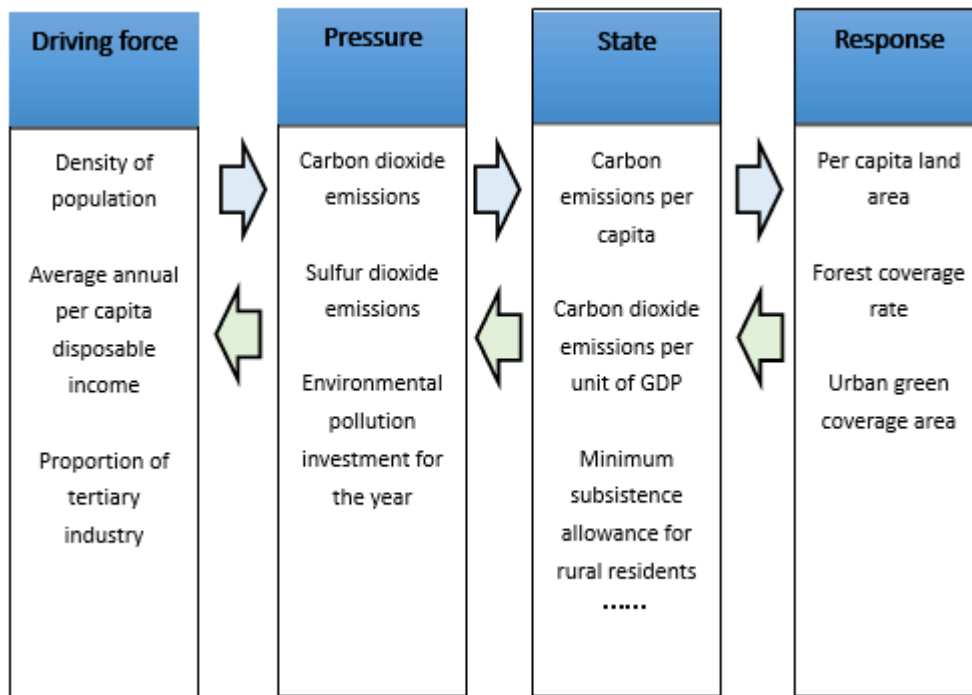 Driving force
Density of
population
Average annual
per capita
disposable
income
Proportion of
tertiary
industry
Pressure
Carbon dioxide
emissions
Sulfur dioxide
emissions
Environmental
pollution
investment for
the year
State
Carbon
emissions per
capita
Carbon dioxide
emissions per
unit of GDP
Minimum
subsistence
allowance for
rural residents
......
Response
Per capita land
area
Forest coverage
rate
Urban green
coverage area